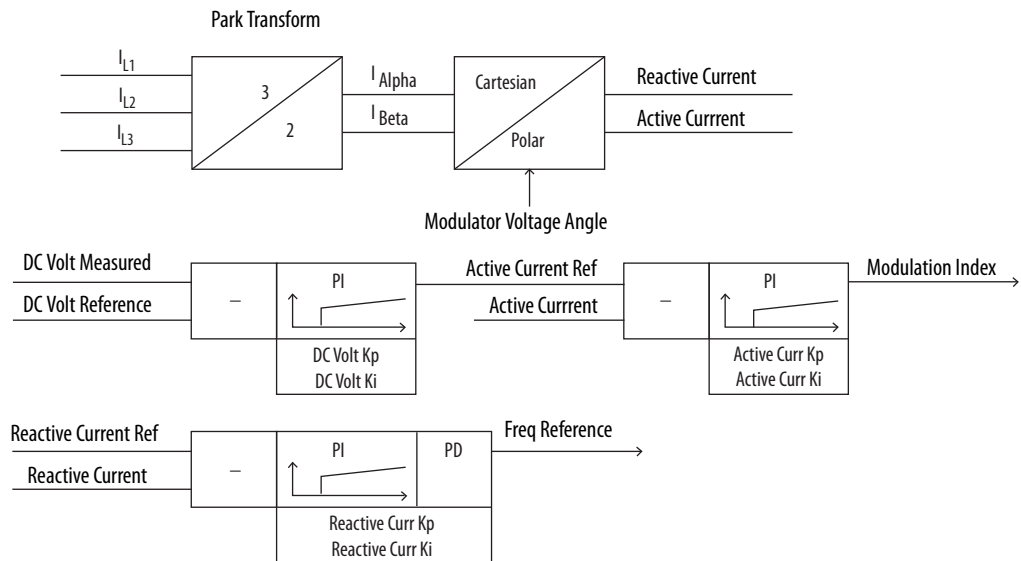 Park Transform
I_L1
I_L2
I_L3
3
2
I Alpha
I Beta
Cartesian
Polar
Reactive Current
Active Currrent
Modulator Voltage Angle
DC Volt Measured
DC Volt Reference
–
PI
DC Volt Kp
DC Volt Ki
Active Current Ref
Active Currrent
–
PI
Active Curr Kp
Active Curr Ki
Modulation Index
Reactive Current Ref
Reactive Current
–
PI
PD
Reactive Curr Kp
Reactive Curr Ki
Freq Reference